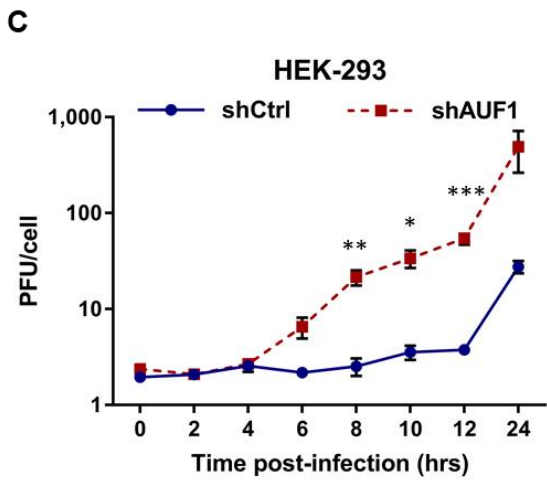 C
HEK-293
shCtrl shAUF1
1,000
100
10
1
PFU/cell
** * ***
0 2 4 6 8 10 12 24
Time post-infection (hrs)